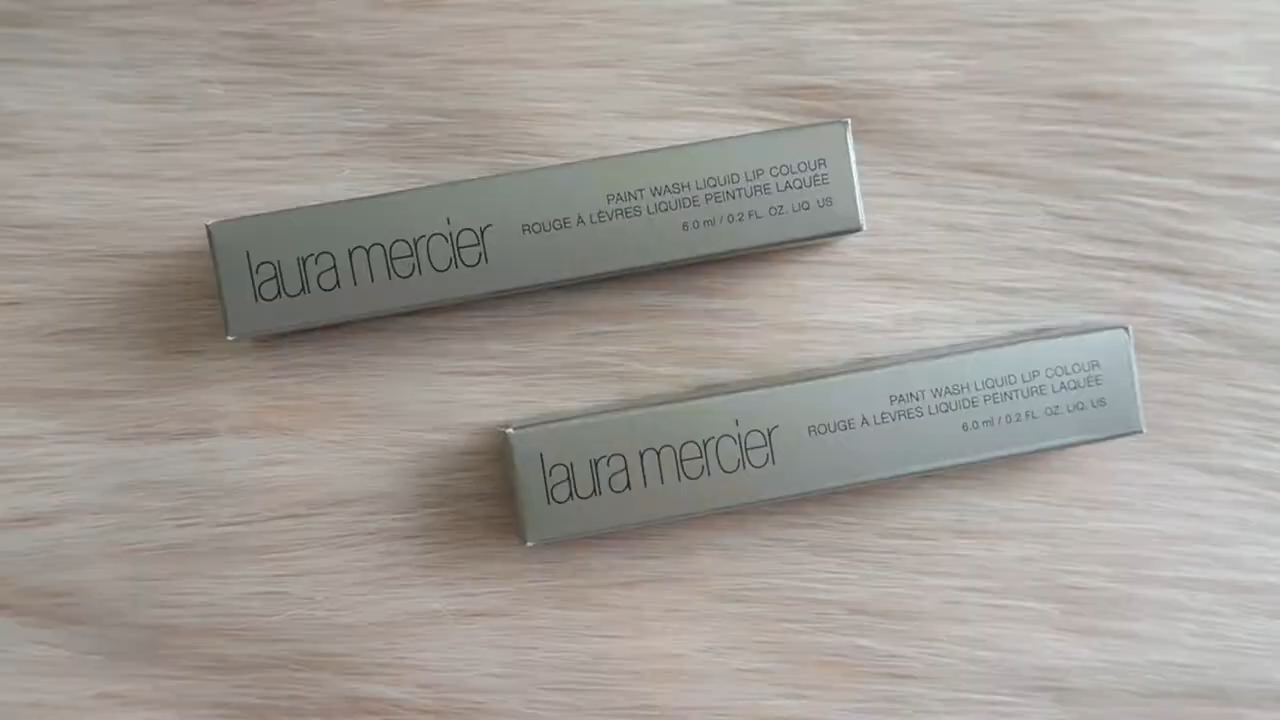 laura mercier
PAINT WASH LIQUID LIP COLOUR
ROUGE À LÈVRES LIQUIDE PEINTURE LAQUÉE
6.0 ml / 0.2 FL. OZ. LIQ. US
laura mercier
PAINT WASH LIQUID LIP COLOUR
ROUGE À LÈVRES LIQUIDE PEINTURE LAQUÉE
6.0 ml / 0.2 FL. OZ. LIQ. US